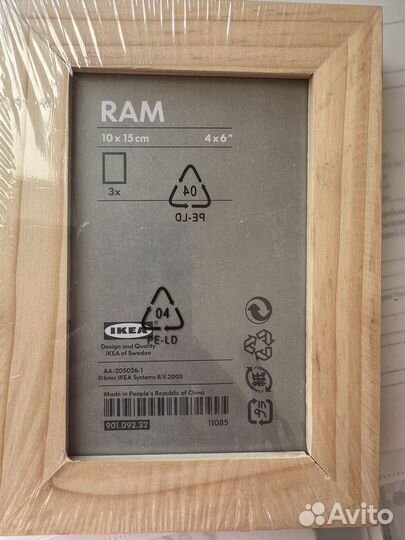 RAM
10 x 15 cm 4 x 6"
3x
04
PE-LD
04
PE-LD
IKEA®
Design and Quality
IKEA of Sweden
AA-205026-1
©Inter IKEA Systems B.V. 2005
Made in People's Republic of China
901.092.32 11085
Avito